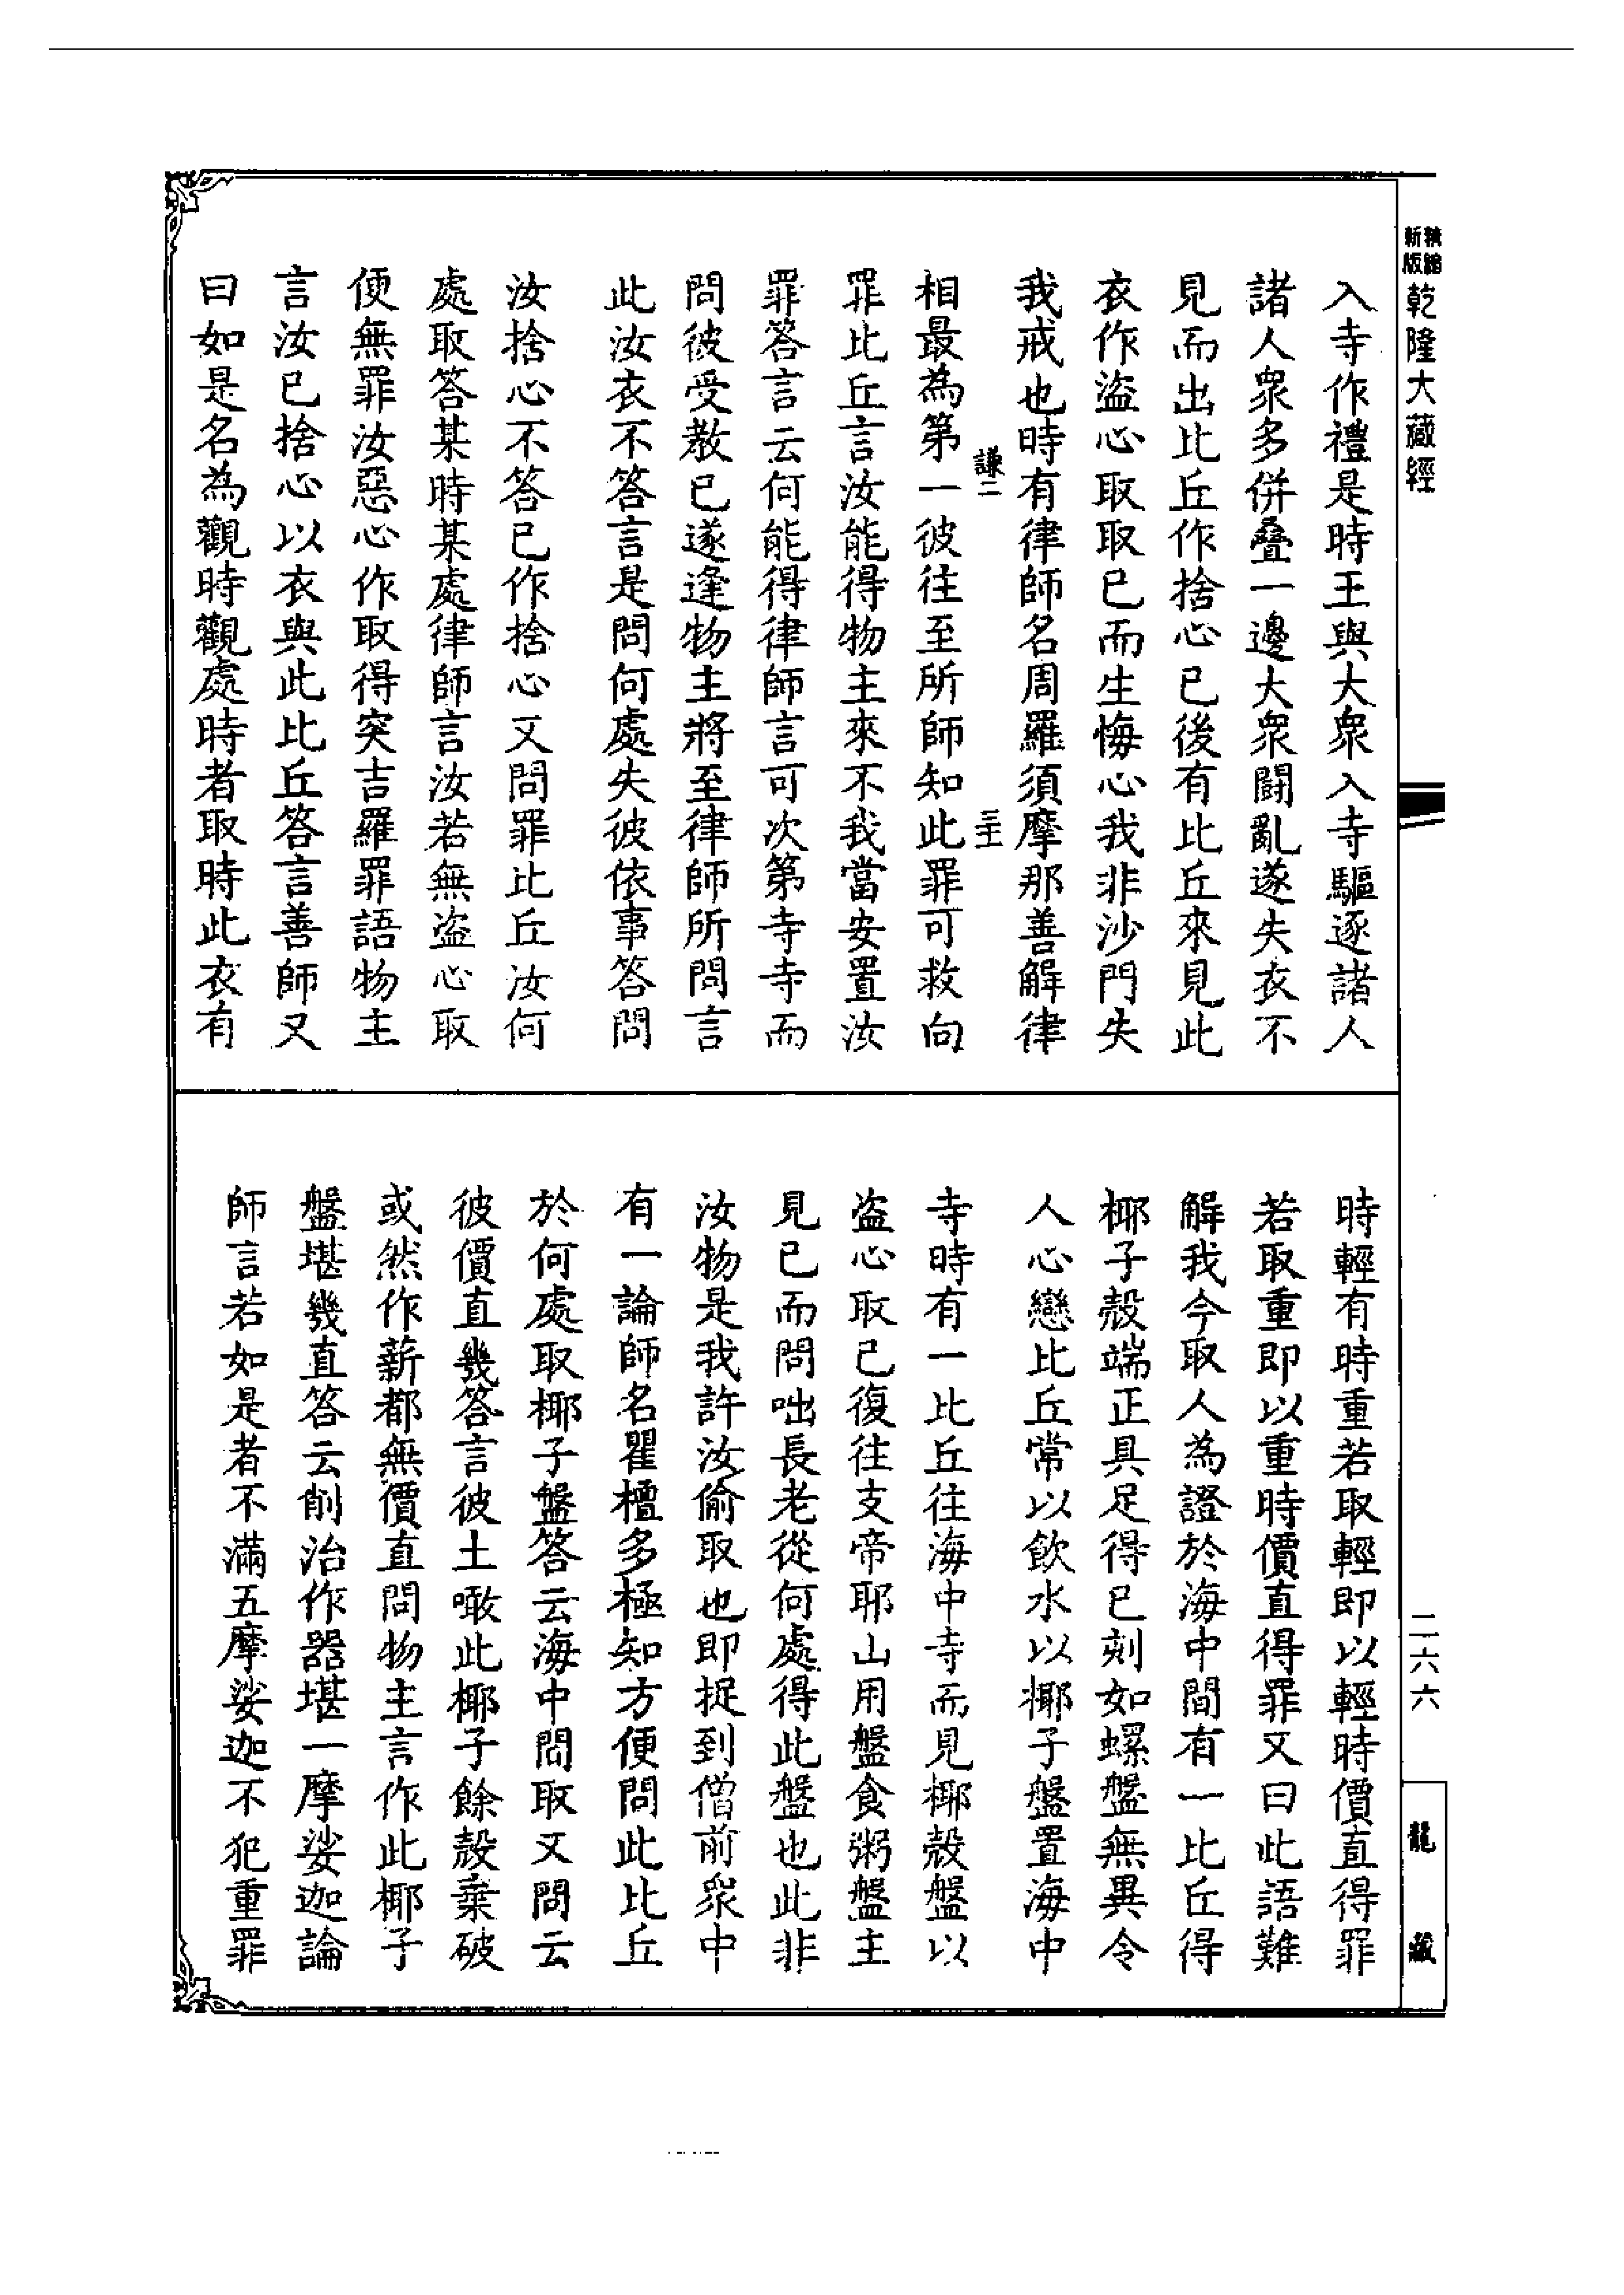 精縮
新版
乾隆大藏經
入寺作禮是時王與大衆入寺驅逐諸人
諸人衆多併疊一邊大衆鬬亂遂失衣不
見而出比丘作捨心已後有比丘來見此
衣作盜心取取已而生悔心我非沙門失
我戒也時有律師名周羅須摩那善解律
謙二
三十
相最為第一彼往至所師知此罪可救向
罪比丘言汝能得物主來不我當安置汝
罪答言云何能得律師言可次第寺寺而
問彼受教已遂逢物主將至律師所問言
此汝衣不答言是問何處失彼依事答問
汝捨心不答已作捨心又問罪比丘汝何
處取答某時某處律師言汝若無盜心取
便無罪汝惡心作取得突吉羅罪語物主
言汝已捨心以衣與此比丘答言善師又
曰如是名為觀時觀處時者取時此衣有
時輕有時重若取輕即以輕時價直得罪
若取重即以重時價直得罪又曰此語難
解我今取人為證於海中間有一比丘得
椰子殼端正具足得已刻如螺盤無異令
人心戀比丘常以飲水以椰子盤置海中
寺時有一比丘往海中寺而見椰殼盤以
盜心取已復往支帝耶山用盤食粥盤主
見已而問咄長老從何處得此盤也此非
汝物是我許汝偷取也即捉到僧前衆中
有一論師名瞿檀多極知方便問此比丘
於何處取椰子盤答云海中問取又問云
彼價直幾答言彼土噉此椰子餘殼棄破
或然作薪都無價直問物主言作此椰子
盤堪幾直答云削治作器堪一摩娑迦論
師言若如是者不滿五摩娑迦不犯重罪
二六六
龍藏